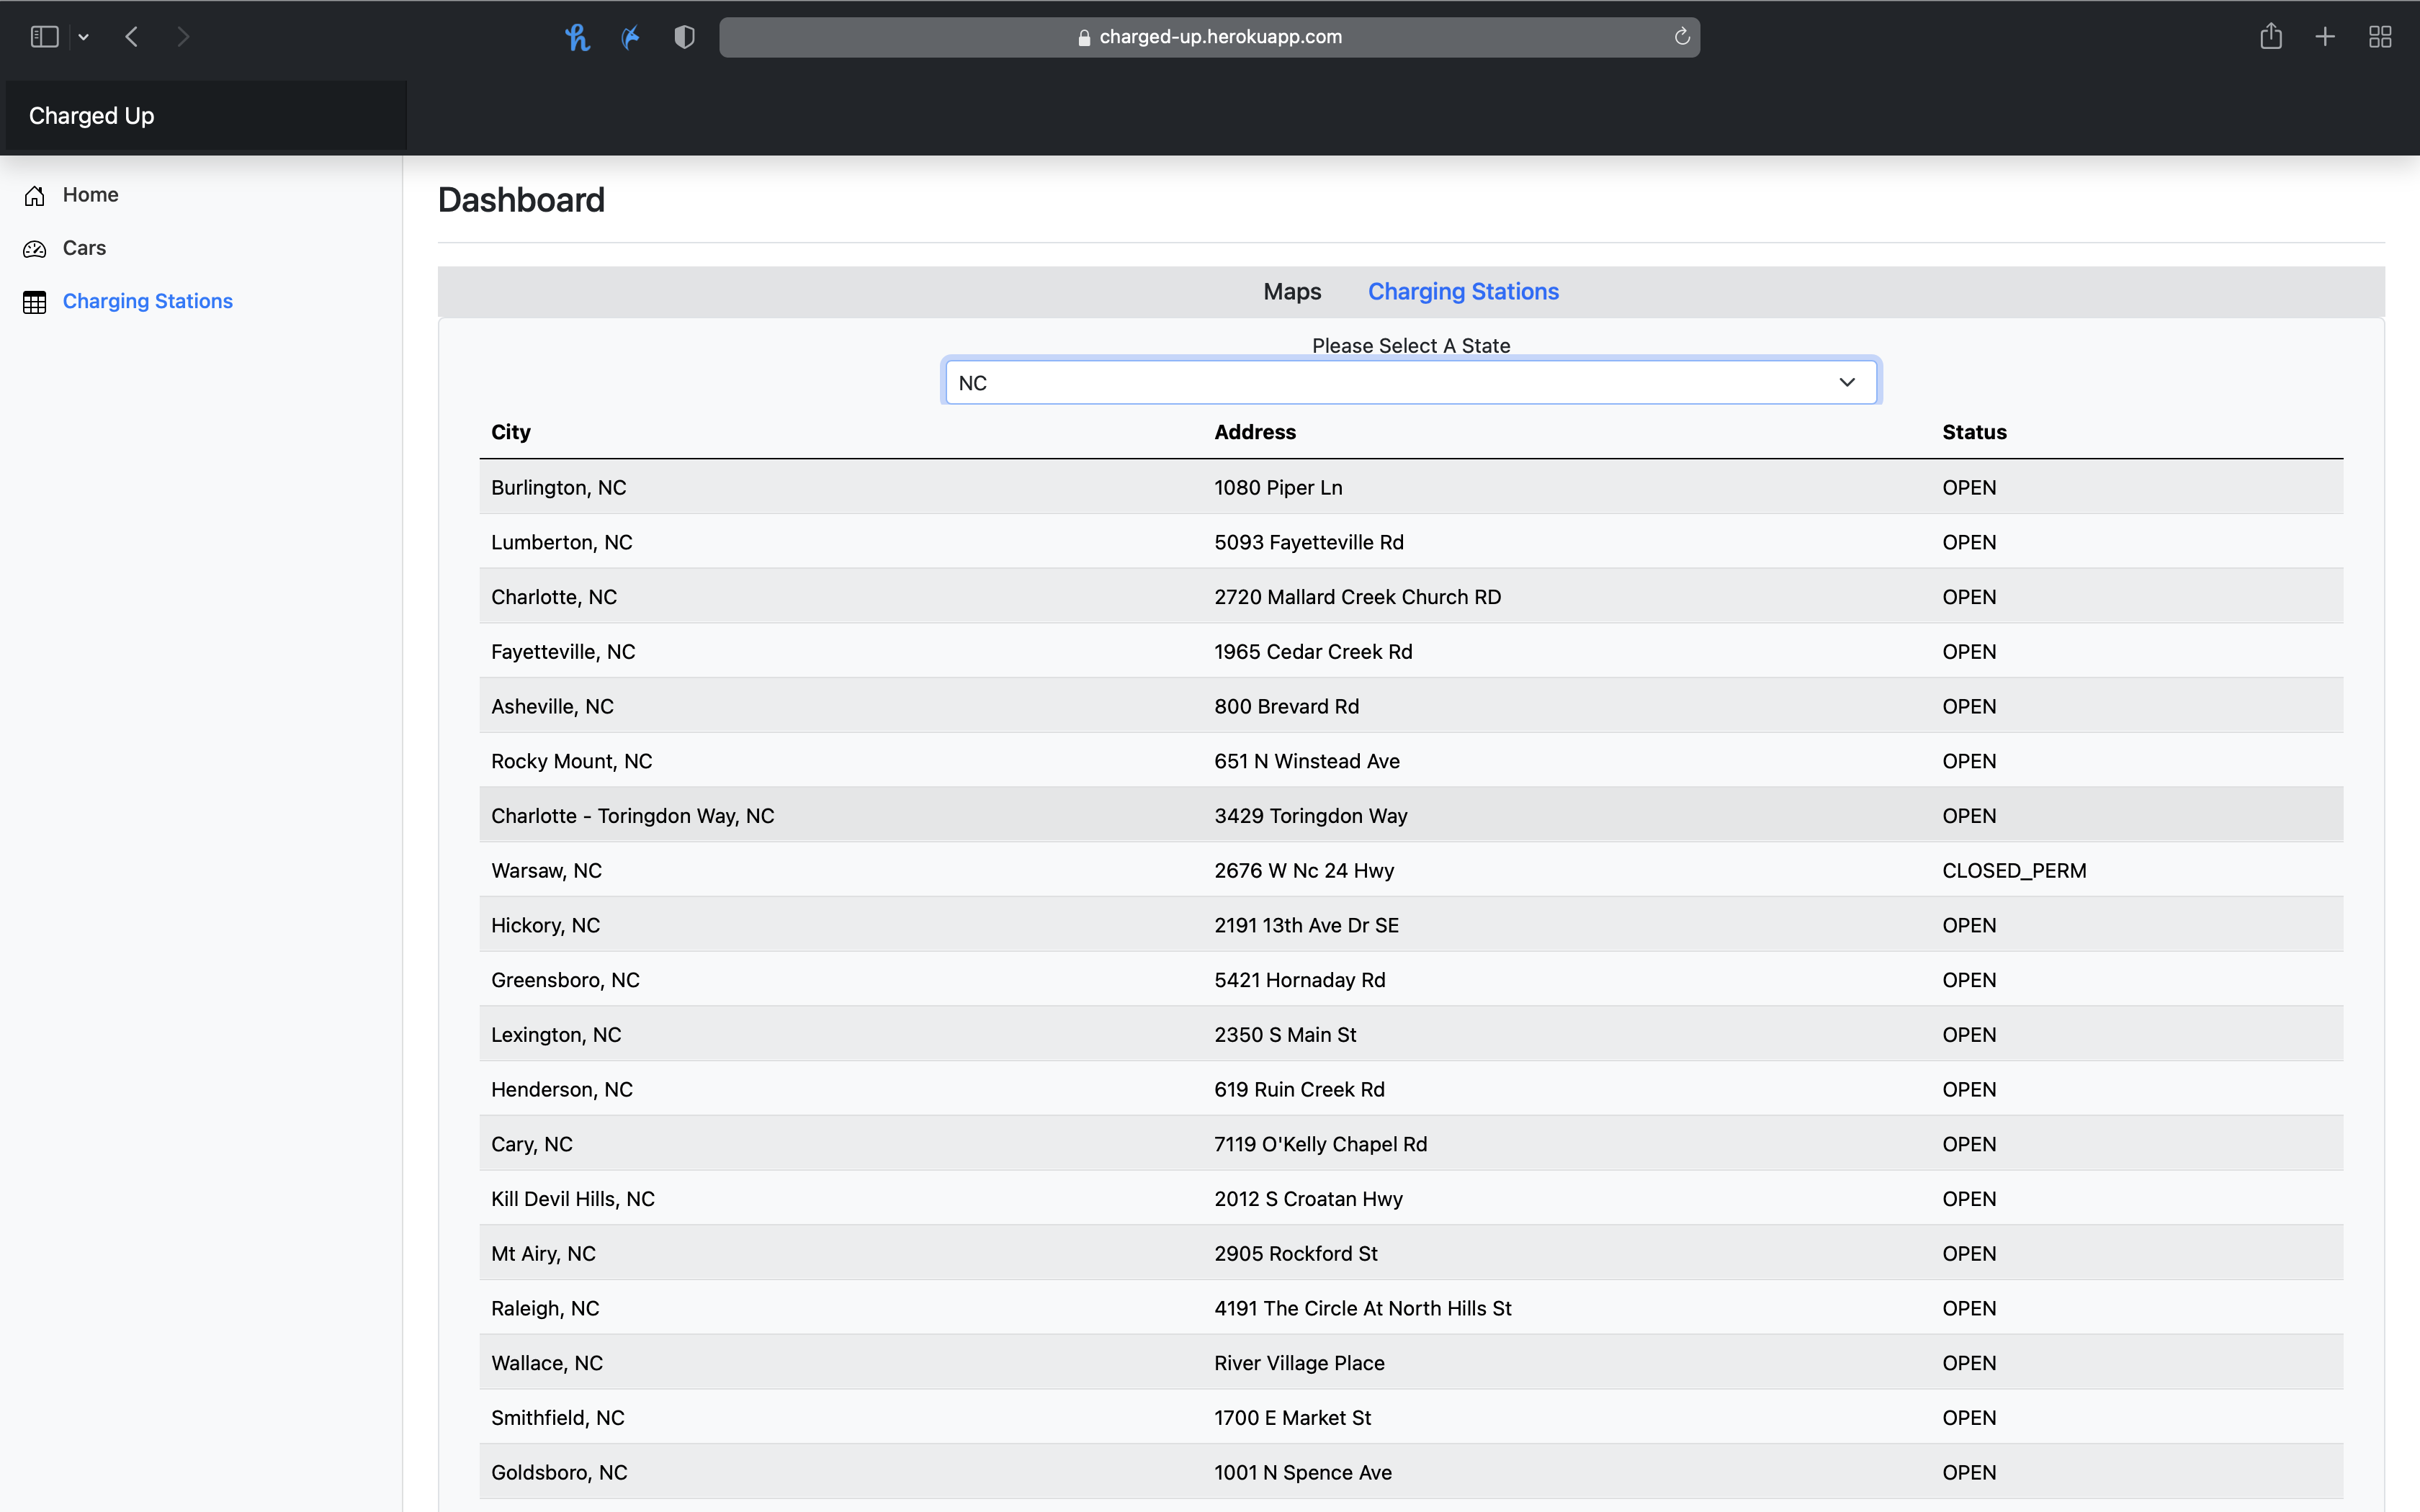 charged-up.herokuapp.com
Charged Up
Home
Cars
Charging Stations
Dashboard
Maps Charging Stations
Please Select A State
NC
City Address Status
Burlington, NC 1080 Piper Ln OPEN
Lumberton, NC 5093 Fayetteville Rd OPEN
Charlotte, NC 2720 Mallard Creek Church RD OPEN
Fayetteville, NC 1965 Cedar Creek Rd OPEN
Asheville, NC 800 Brevard Rd OPEN
Rocky Mount, NC 651 N Winstead Ave OPEN
Charlotte - Toringdon Way, NC 3429 Toringdon Way OPEN
Warsaw, NC 2676 W Nc 24 Hwy CLOSED_PERM
Hickory, NC 2191 13th Ave Dr SE OPEN
Greensboro, NC 5421 Hornaday Rd OPEN
Lexington, NC 2350 S Main St OPEN
Henderson, NC 619 Ruin Creek Rd OPEN
Cary, NC 7119 O'Kelly Chapel Rd OPEN
Kill Devil Hills, NC 2012 S Croatan Hwy OPEN
Mt Airy, NC 2905 Rockford St OPEN
Raleigh, NC 4191 The Circle At North Hills St OPEN
Wallace, NC River Village Place OPEN
Smithfield, NC 1700 E Market St OPEN
Goldsboro, NC 1001 N Spence Ave OPEN